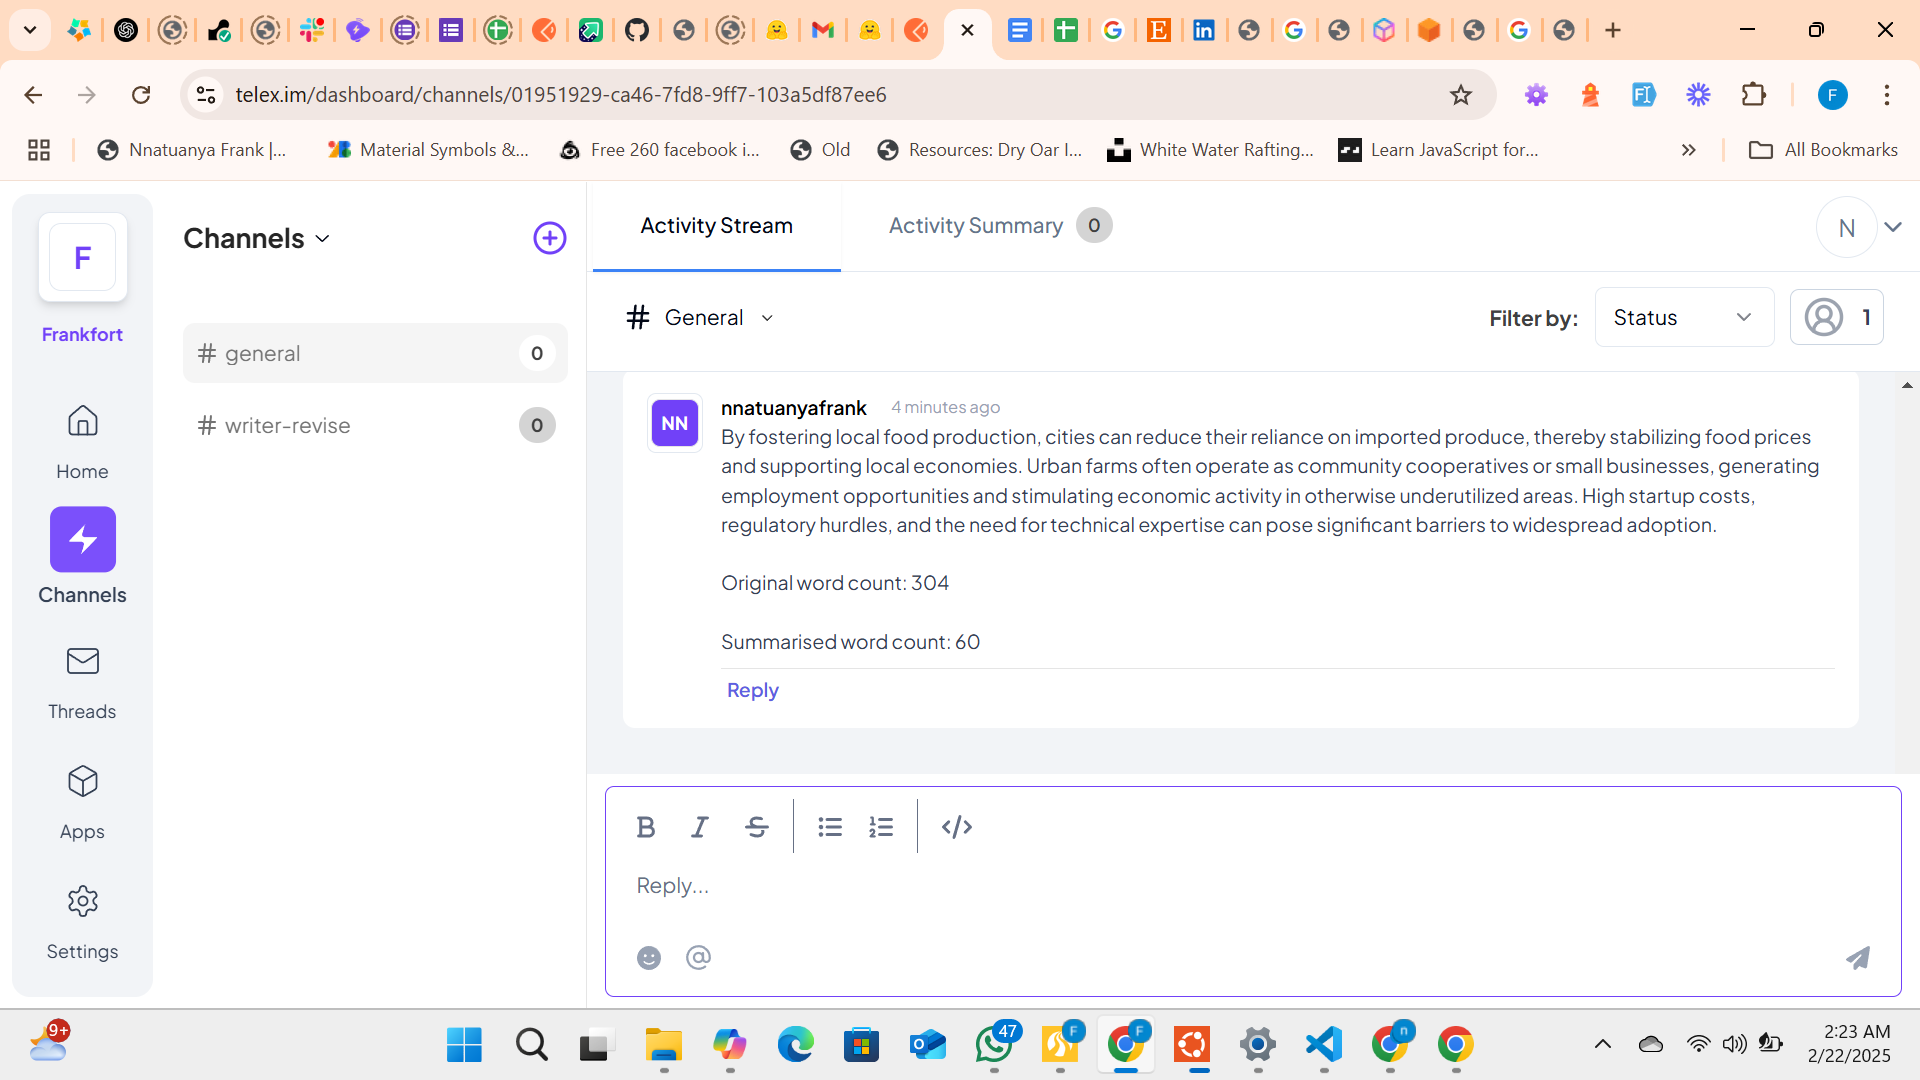 telex.im/dashboard/channels/01951929-ca46-7fd8-9ff7-103a5df87ee6
F
Nnatuanya Frank |...
Material Symbols &...
Free 260 facebook i...
Old
Resources: Dry Oar I...
White Water Rafting...
Learn JavaScript for...
All Bookmarks
F
Frankfort
Home
Channels
Threads
Apps
Settings
Channels
# general 0
# writer-revise 0
Activity Stream
Activity Summary 0
N
# General
Filter by:
Status
1
NN
nnatuanyafrank 4 minutes ago
By fostering local food production, cities can reduce their reliance on imported produce, thereby stabilizing food prices
and supporting local economies. Urban farms often operate as community cooperatives or small businesses, generating
employment opportunities and stimulating economic activity in otherwise underutilized areas. High startup costs,
regulatory hurdles, and the need for technical expertise can pose significant barriers to widespread adoption.
Original word count: 304
Summarised word count: 60
Reply
B I S
Reply...
@
9+
47
F
F
n
2:23 AM
2/22/2025